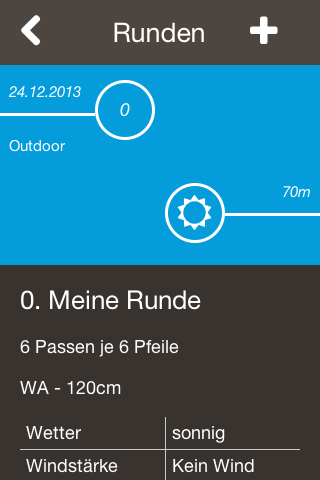 Runden
24.12.2013
0
Outdoor
70m
0. Meine Runde
6 Passen je 6 Pfeile
WA - 120cm
Wetter sonnig
Windstärke Kein Wind